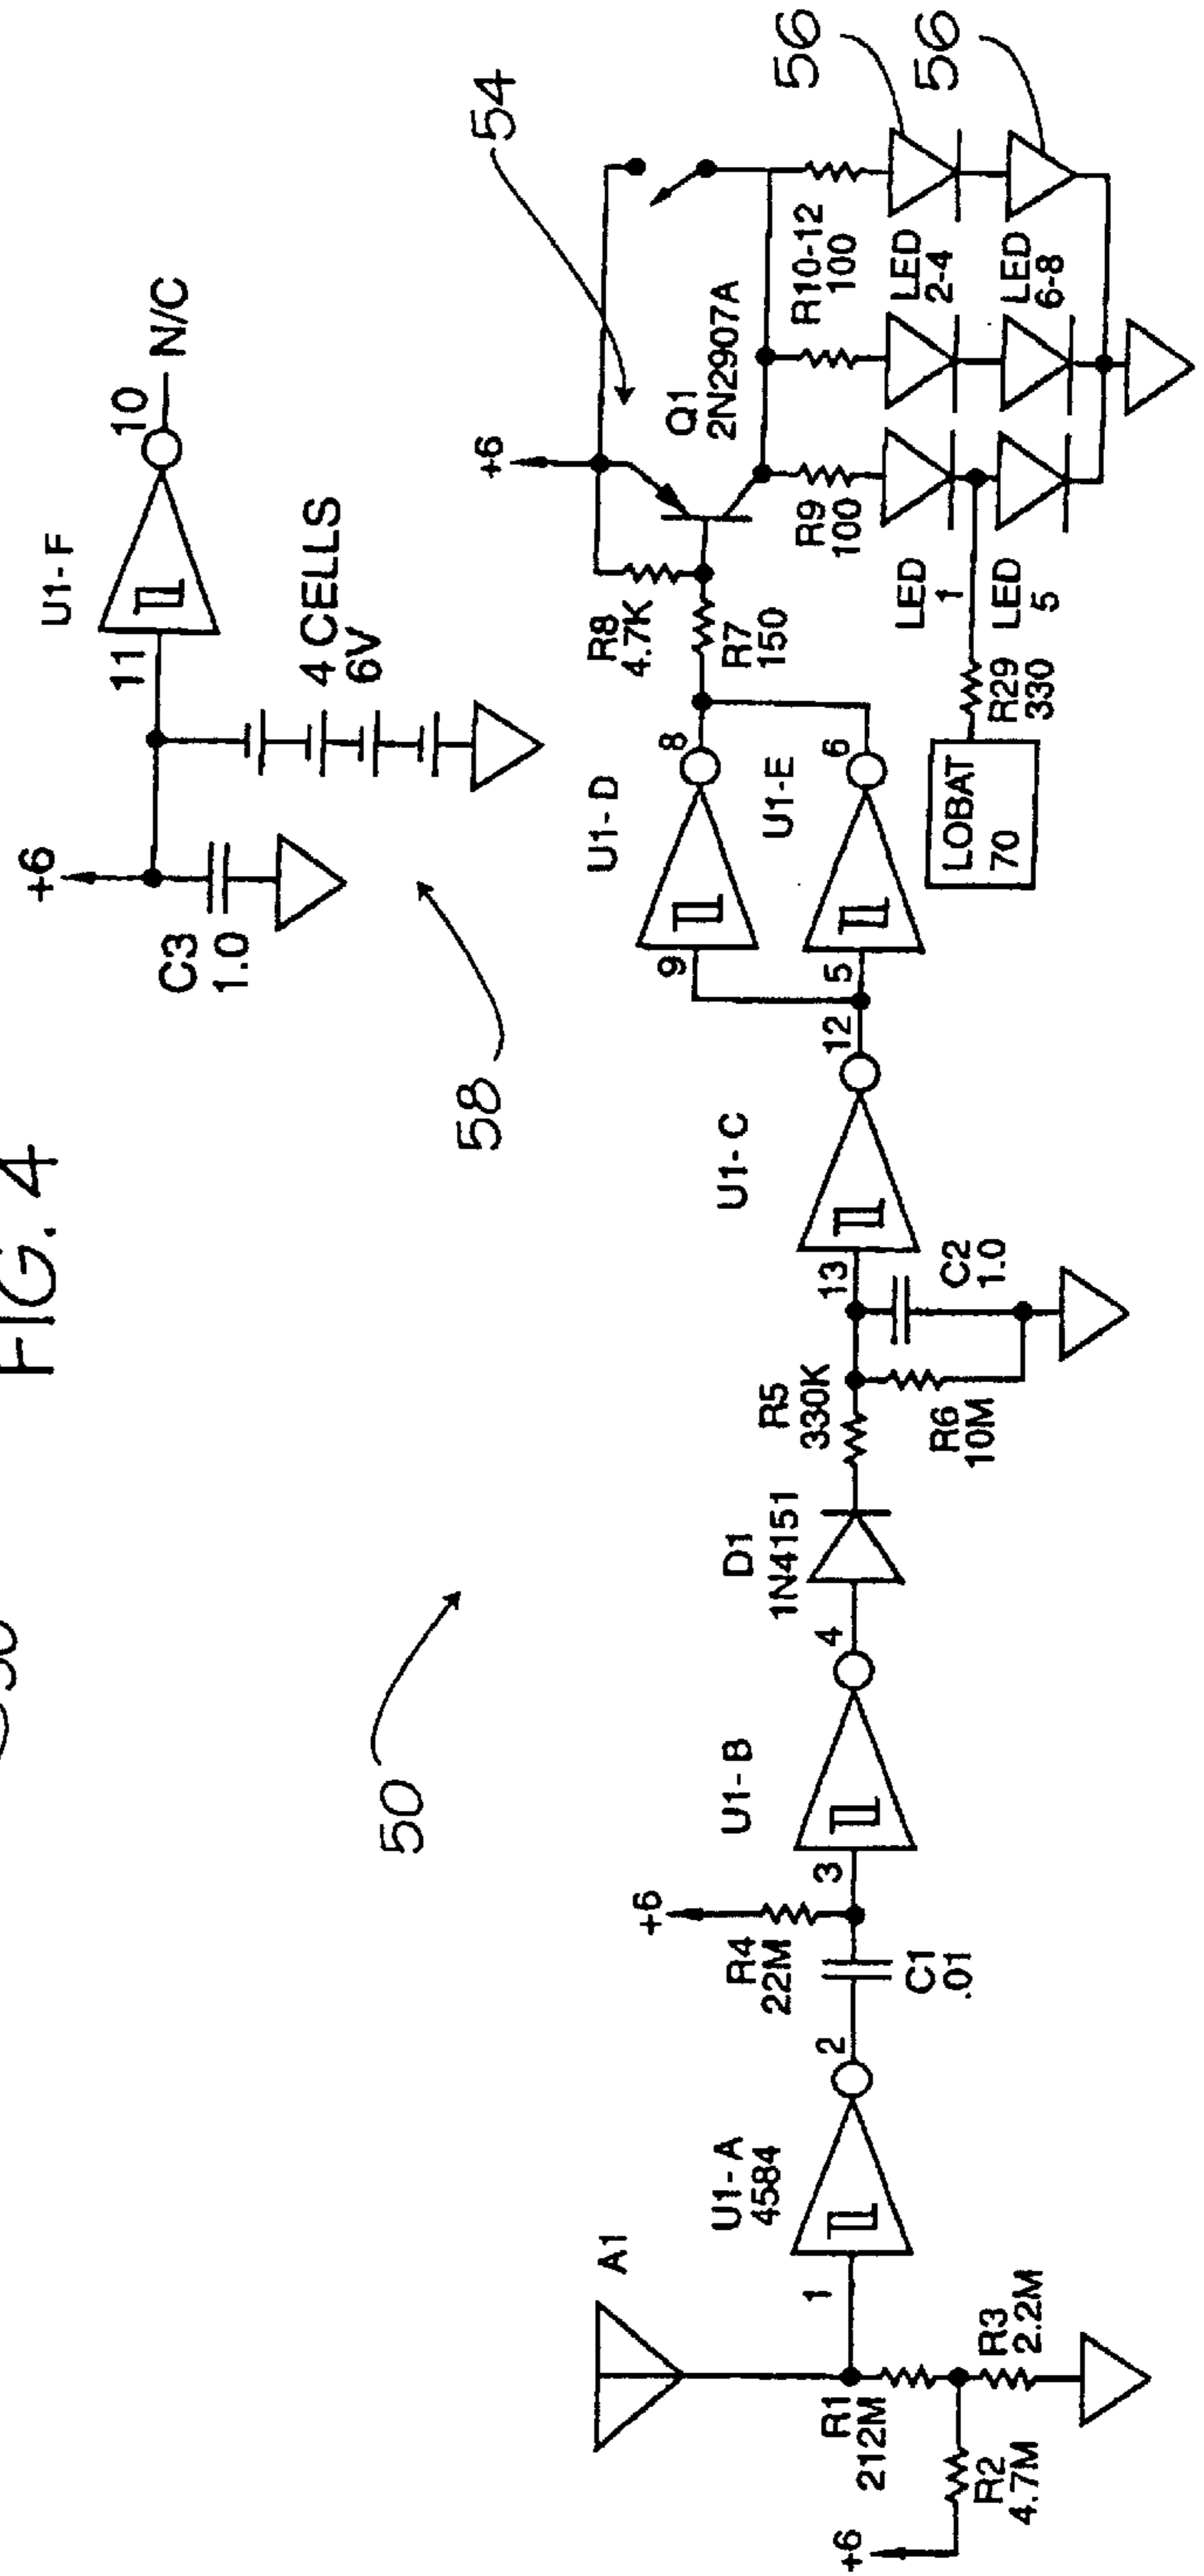 FIG. 4
+6
C3
1.0
4 CELLS
6V
U1-F
11
10
N/C
58
50
54
A1
+6
R1
212M
R2
4.7M
R3
2.2M
1
U1-A
4584
2
C1
.01
+6
R4
22M
3
U1-B
4
D1
1N4151
R5
330K
R6
10M
C2
1.0
13
U1-C
12
9
U1-D
8
5
U1-E
6
R8
4.7K
R7
150
+6
Q1
2N2907A
R9
100
R10-12
100
LED
1
LED
2-4
LED
5
LED
6-8
R29
330
LOBAT
70
56
56